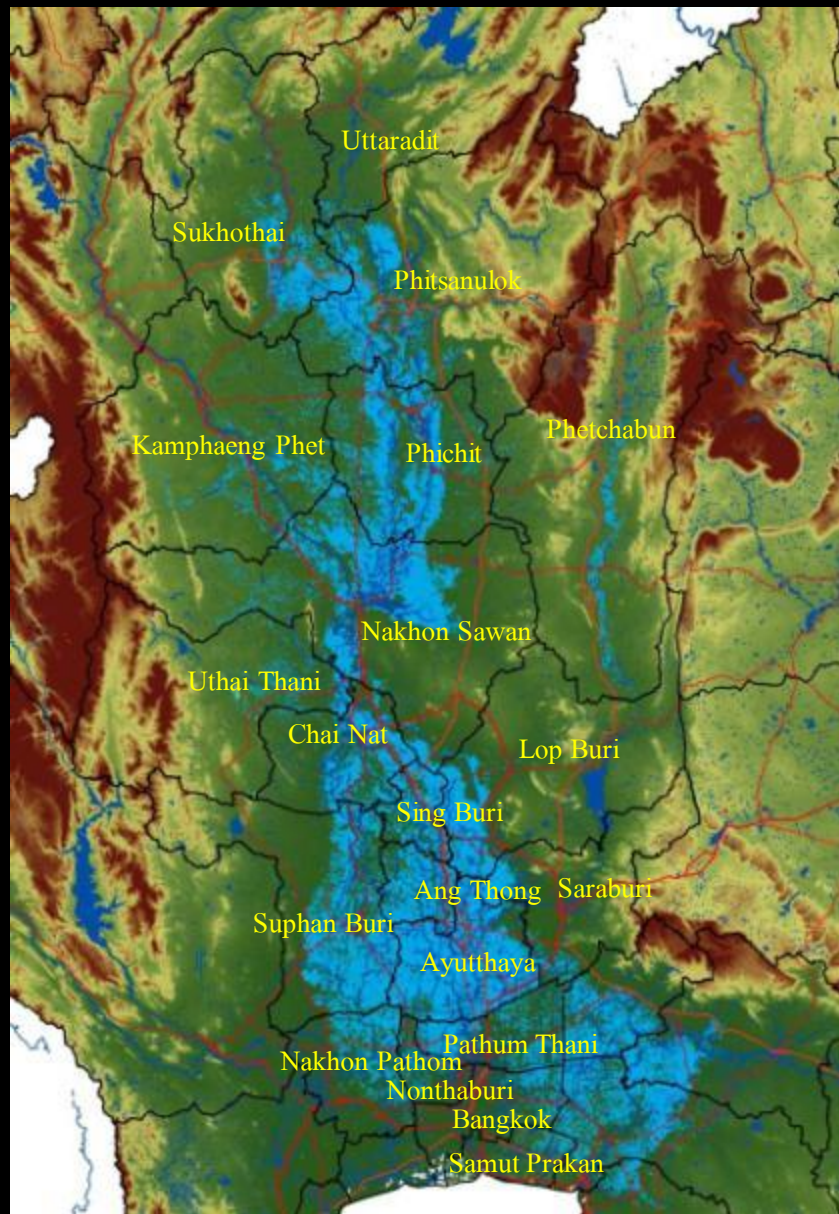 Uttaradit
Sukhothai
Phitsanulok
Kamphaeng Phet
Phichit
Phetchabun
Nakhon Sawan
Uthai Thani
Chai Nat
Lop Buri
Sing Buri
Ang Thong
Saraburi
Suphan Buri
Ayutthaya
Pathum Thani
Nakhon Pathom
Nonthaburi
Bangkok
Samut Prakan